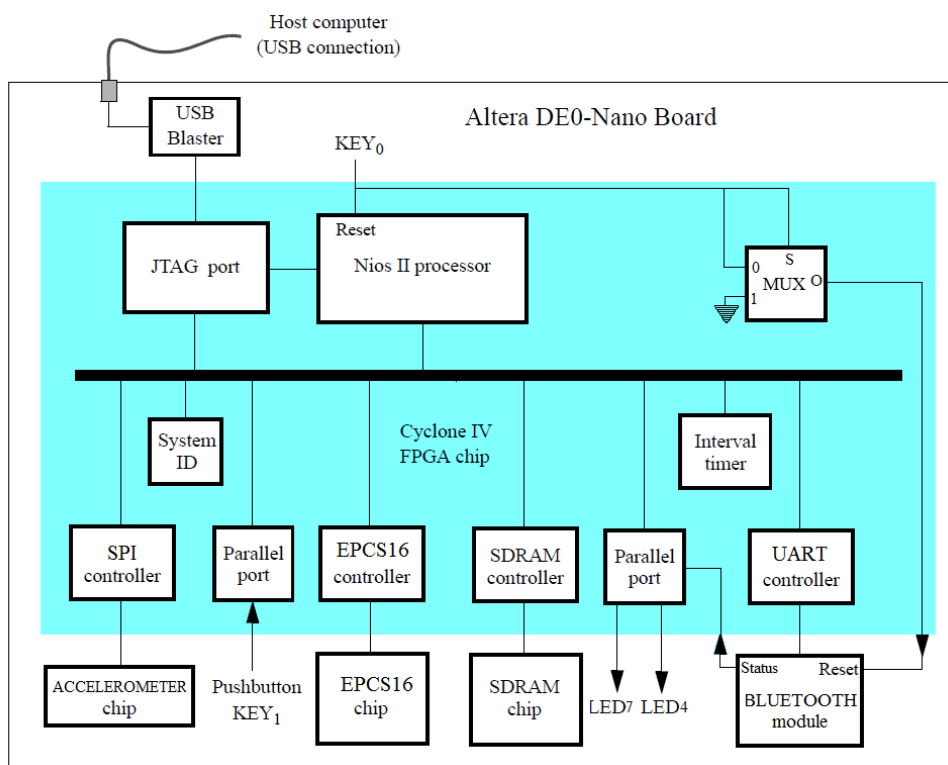 Host computer
(USB connection)
USB
Blaster
Altera DE0-Nano Board
KEY0
JTAG port
Reset
Nios II processor
S
0
MUX
O
1
System
ID
Cyclone IV
FPGA chip
Interval
timer
SPI
controller
Parallel
port
EPCS16
controller
SDRAM
controller
Parallel
port
UART
controller
ACCELEROMETER
chip
Pushbutton
KEY1
EPCS16
chip
SDRAM
chip
LED7
LED4
Status
Reset
BLUETOOTH
module